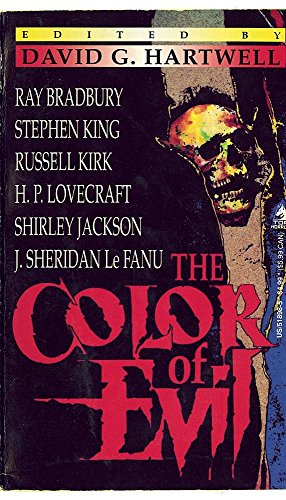 EDITED BY
DAVID G. HARTWELL
RAY BRADBURY
STEPHEN KING
RUSSELL KIRK
H. P. LOVECRAFT
SHIRLEY JACKSON
J. SHERIDAN Le FANU
THE
COLOR
of
EVIL